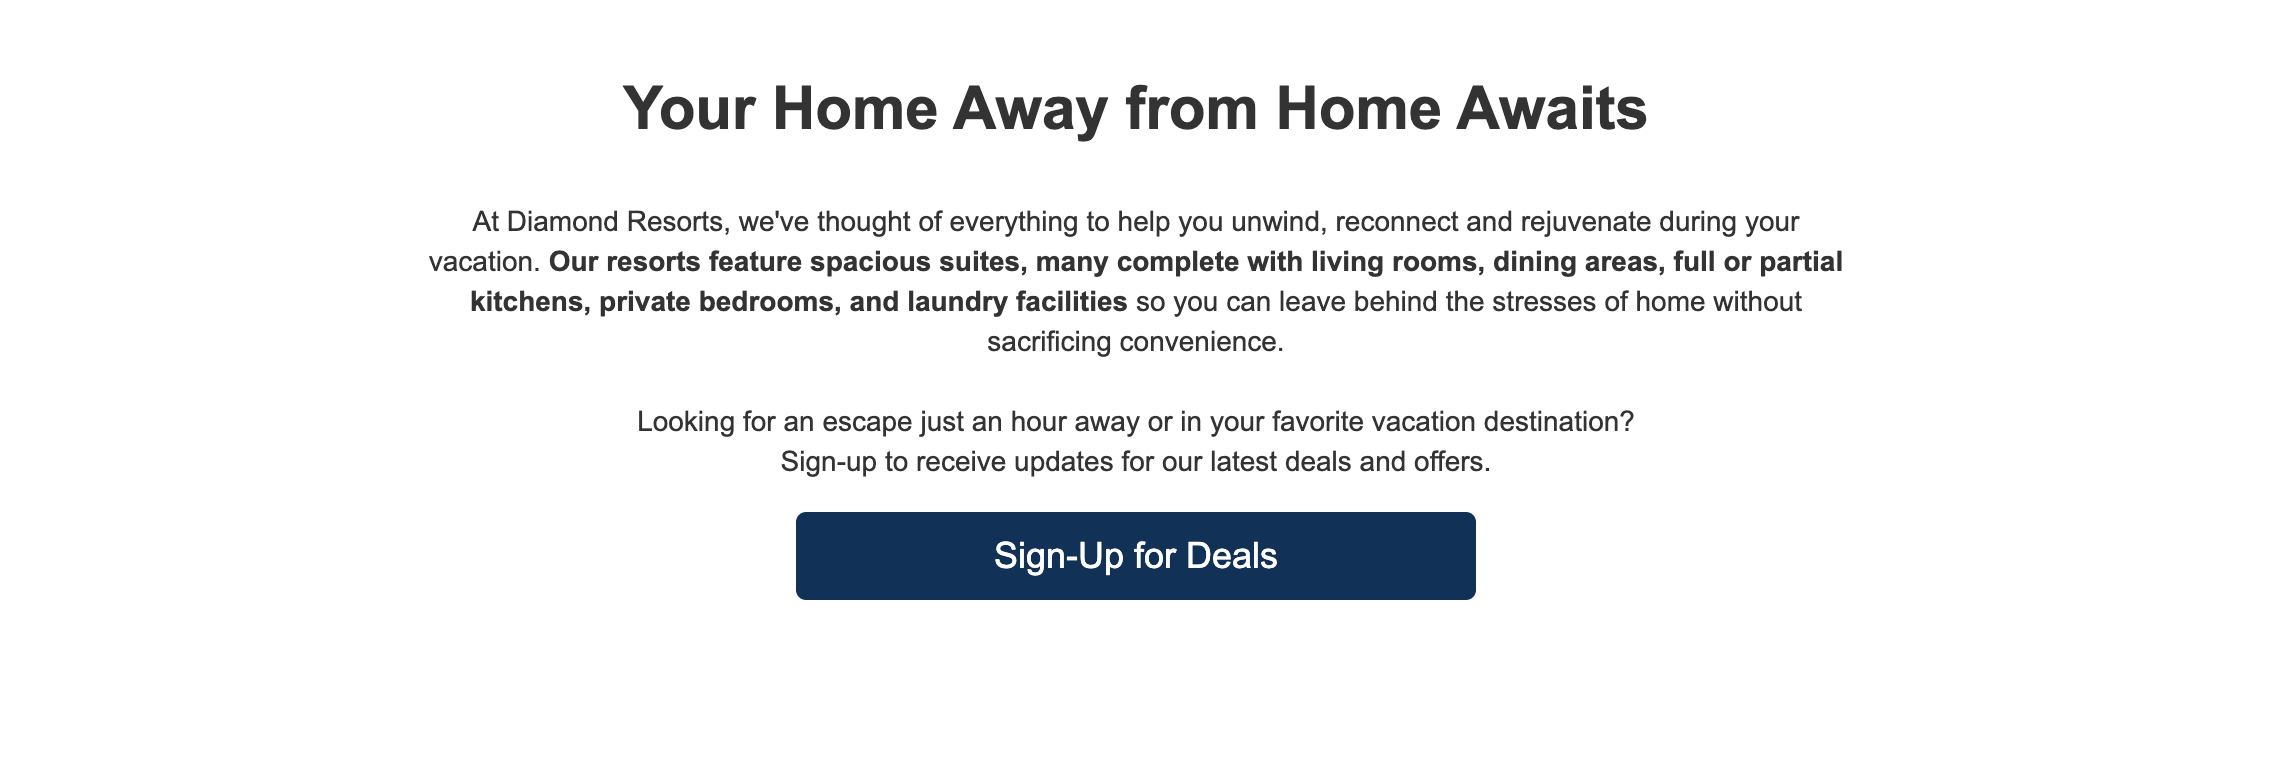 Your Home Away from Home Awaits
At Diamond Resorts, we've thought of everything to help you unwind, reconnect and rejuvenate during your
vacation. Our resorts feature spacious suites, many complete with living rooms, dining areas, full or partial
kitchens, private bedrooms, and laundry facilities so you can leave behind the stresses of home without
sacrificing convenience.
Looking for an escape just an hour away or in your favorite vacation destination?
Sign-up to receive updates for our latest deals and offers.
Sign-Up for Deals